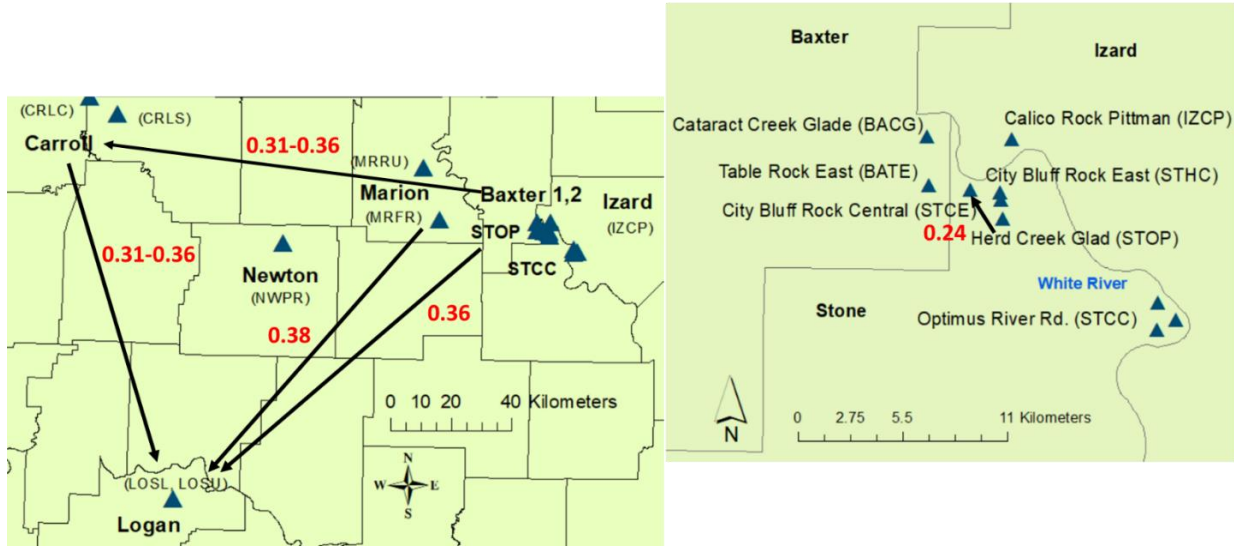 (CRLC)
(CRLS)
Carroll
0.31-0.36
(MRRU)
Marion
(MRFR)
Baxter 1,2
Izard
(IZCP)
STOP
STCC
0.31-0.36
Newton
(NWPR)
0.38
0.36
0 10 20 40 Kilometers
N
W E
S
(LOSL, LOSU)
Logan
Baxter
Izard
Cataract Creek Glade (BACG)
Calico Rock Pittman (IZCP)
Table Rock East (BATE)
City Bluff Rock East (STHC)
City Bluff Rock Central (STCE)
0.24
Herd Creek Glad (STOP)
White River
Stone
Optimus River Rd. (STCC)
N
0 2.75 5.5 11 Kilometers